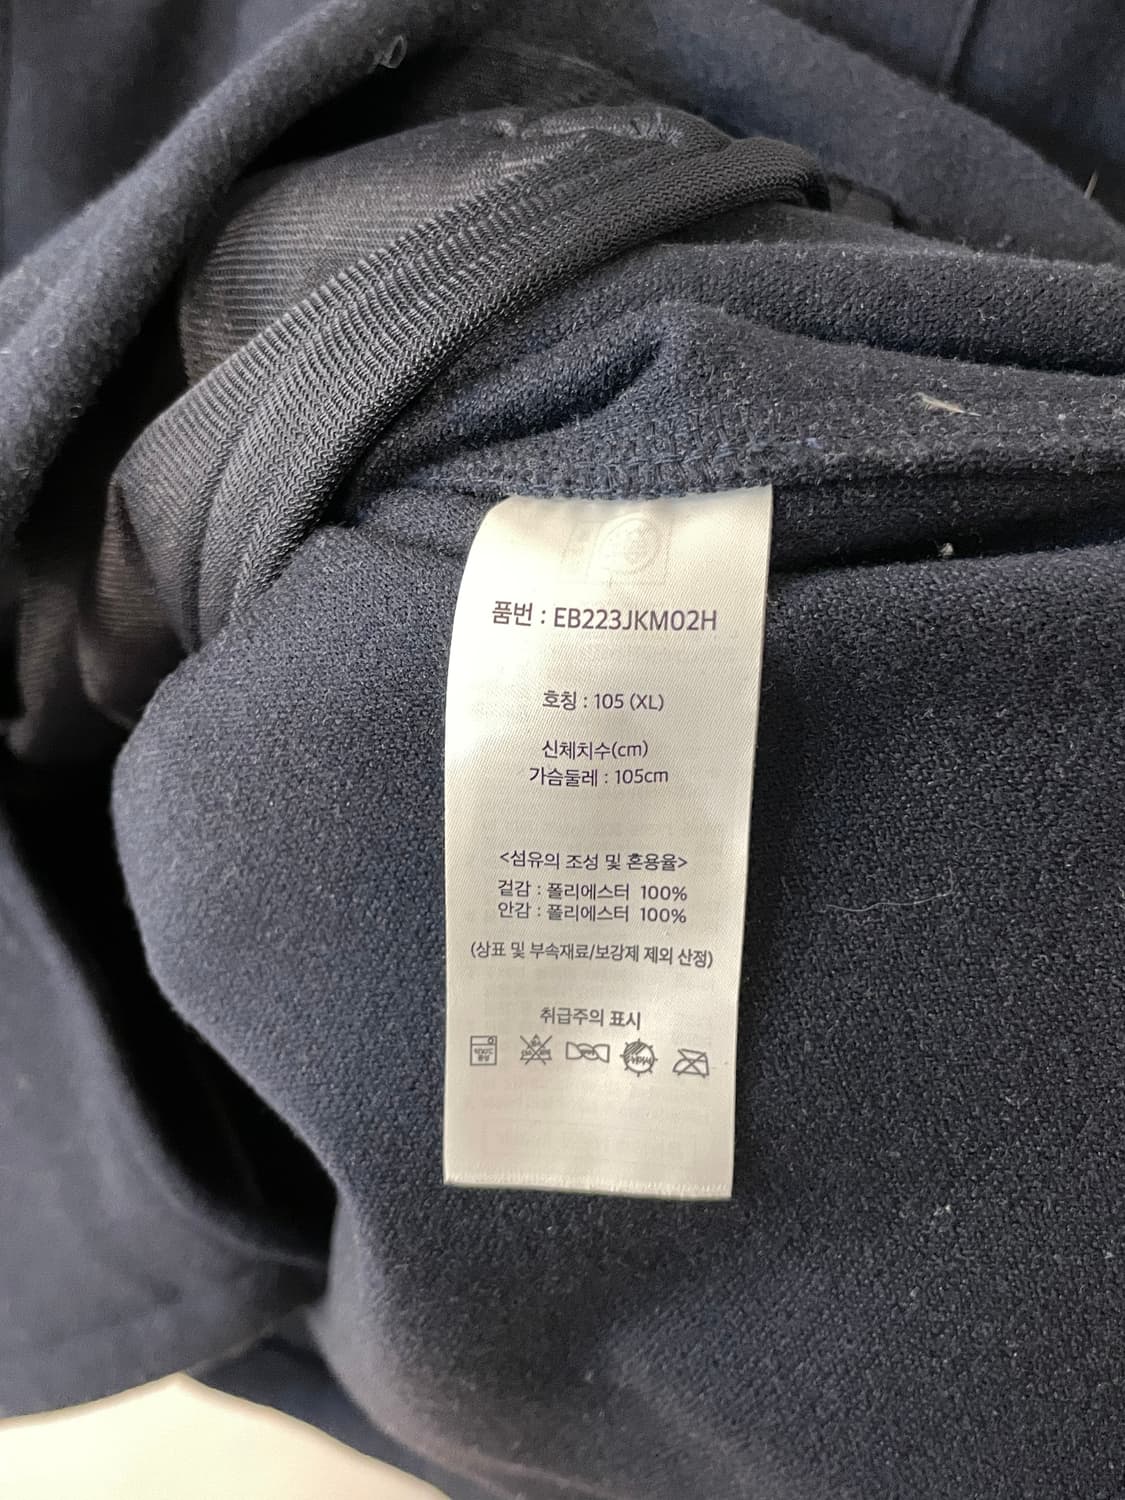 품번 : EB223JKM02H
호칭 : 105 (XL)
신체치수(cm)
가슴둘레 : 105cm
<섬유의 조성 및 혼용율>
겉감 : 폴리에스터 100%
안감 : 폴리에스터 100%
(상표 및 부속재료/보강제 제외 산정)
취급주의 표시